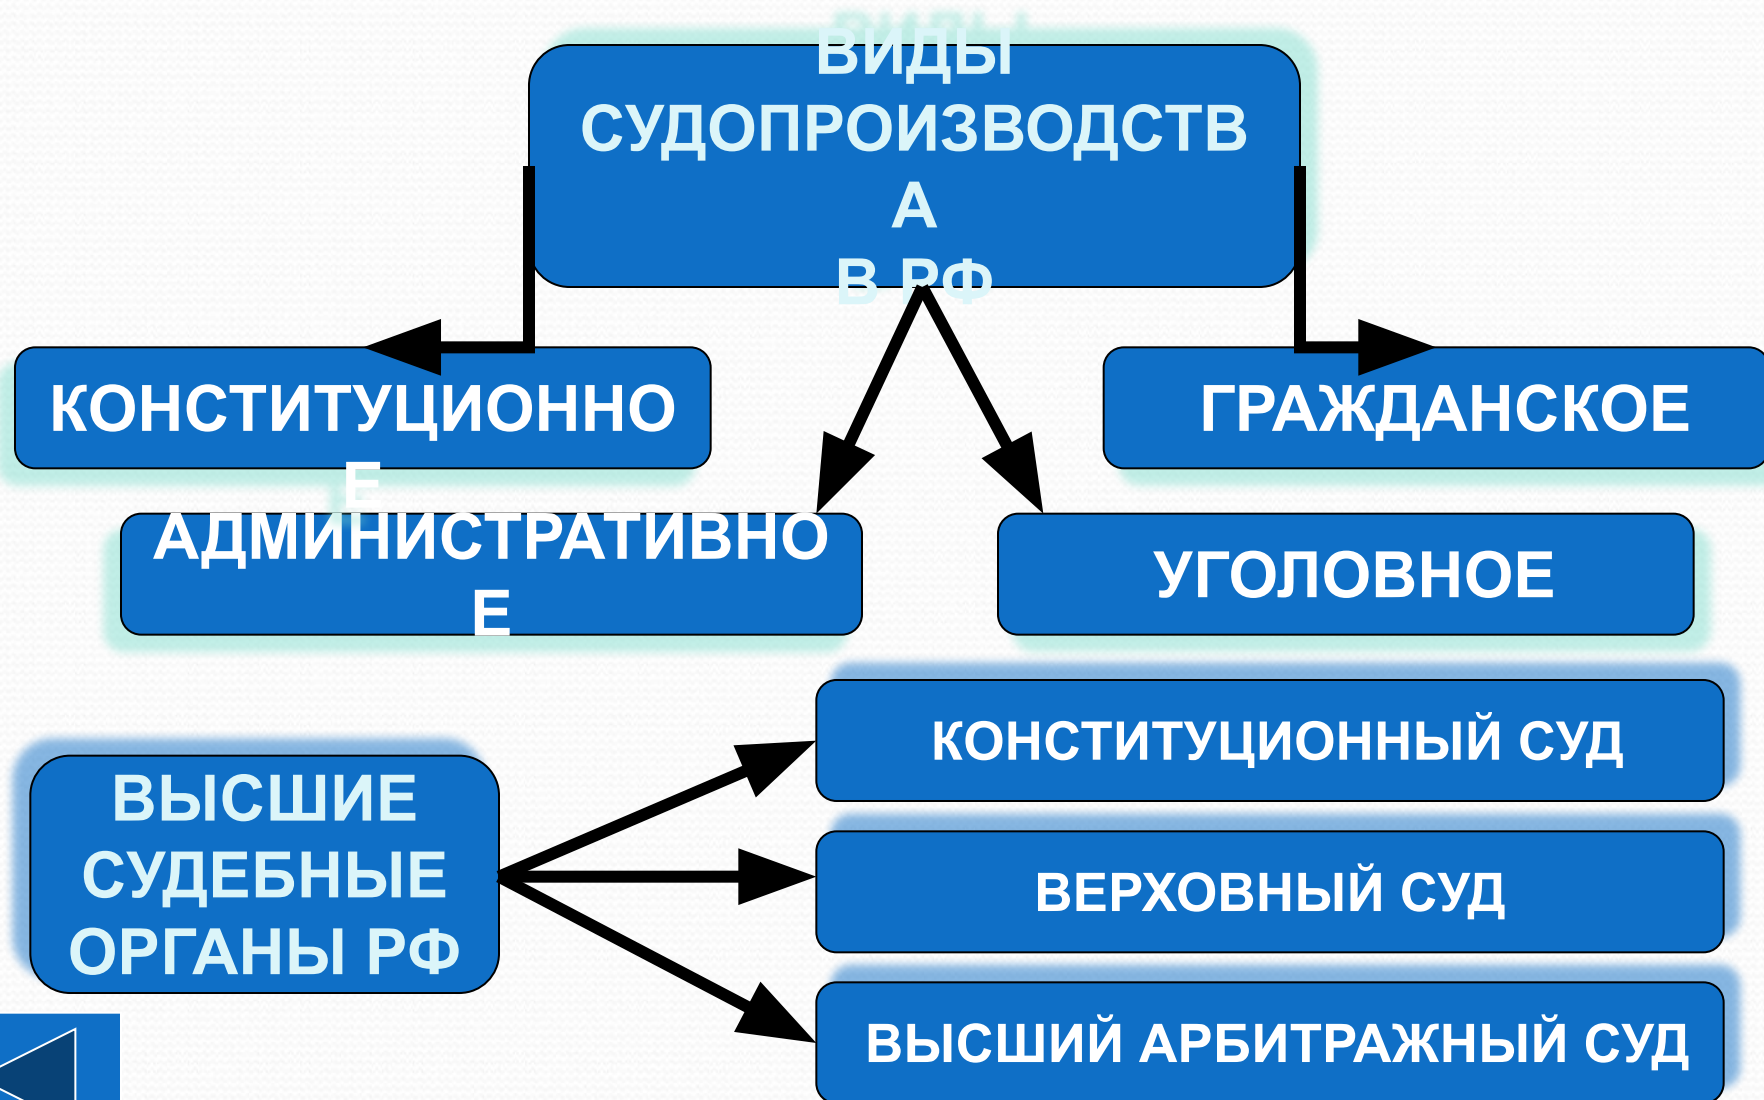 ВИДЫ
СУДОПРОИЗВОДСТВ
А
В РФ
КОНСТИТУЦИОННО
Е
ГРАЖДАНСКОЕ
АДМИНИСТРАТИВНО
Е
УГОЛОВНОЕ
ВЫСШИЕ
СУДЕБНЫЕ
ОРГАНЫ РФ
КОНСТИТУЦИОННЫЙ СУД
ВЕРХОВНЫЙ СУД
ВЫСШИЙ АРБИТРАЖНЫЙ СУД